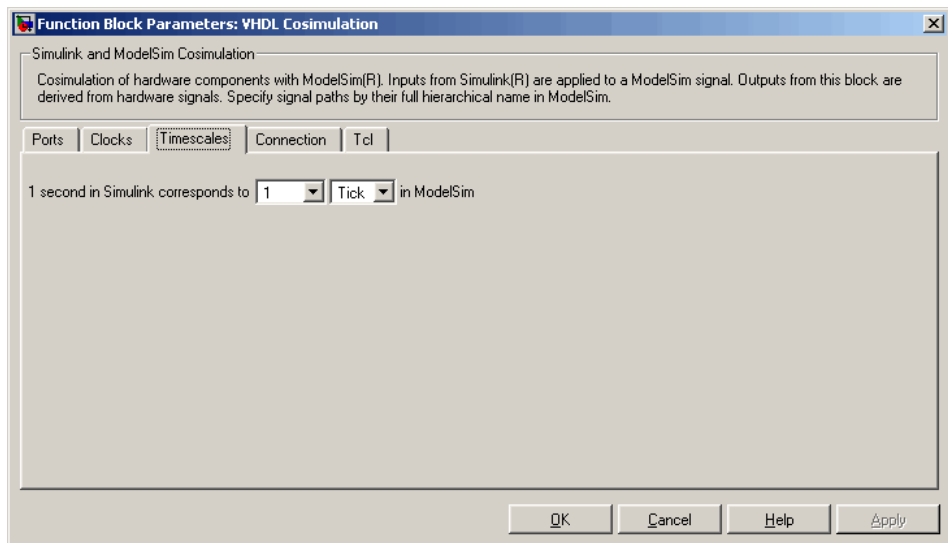 Function Block Parameters: VHDL Cosimulation
Simulink and ModelSim Cosimulation
Cosimulation of hardware components with ModelSim(R). Inputs from Simulink(R) are applied to a ModelSim signal. Outputs from this block are
derived from hardware signals. Specify signal paths by their full hierarchical name in ModelSim.
Ports Clocks Timescales Connection Tcl
1 second in Simulink corresponds to 1 Tick in ModelSim
OK Cancel Help Apply